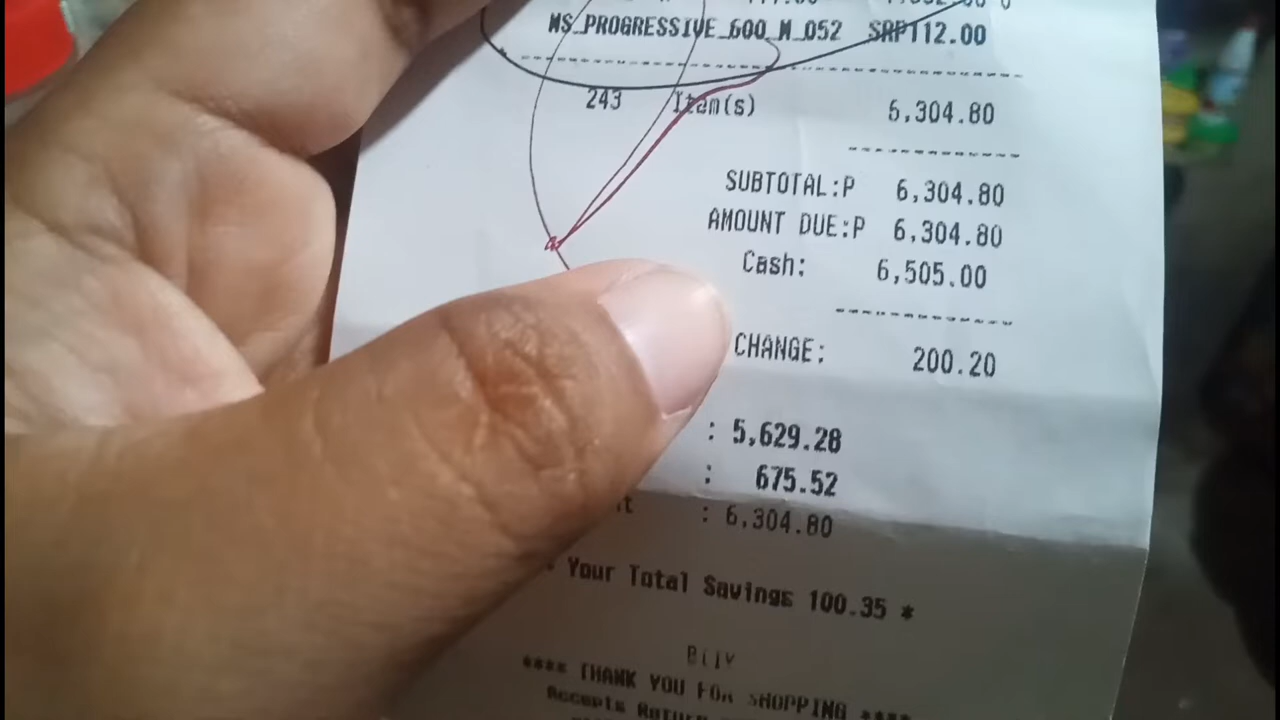 MS_PROGRESSIVE_600_M_052 SRP112.00
243 Item(s) 6,304.80
SUBTOTAL:P 6,304.80
AMOUNT DUE:P 6,304.80
Cash: 6,505.00
CHANGE: 200.20
: 5,629.28
: 675.52
: 6,304.80
Your Total Savings 100.35 *
**** THANK YOU FOR SHOPPING ****
Accepts Return